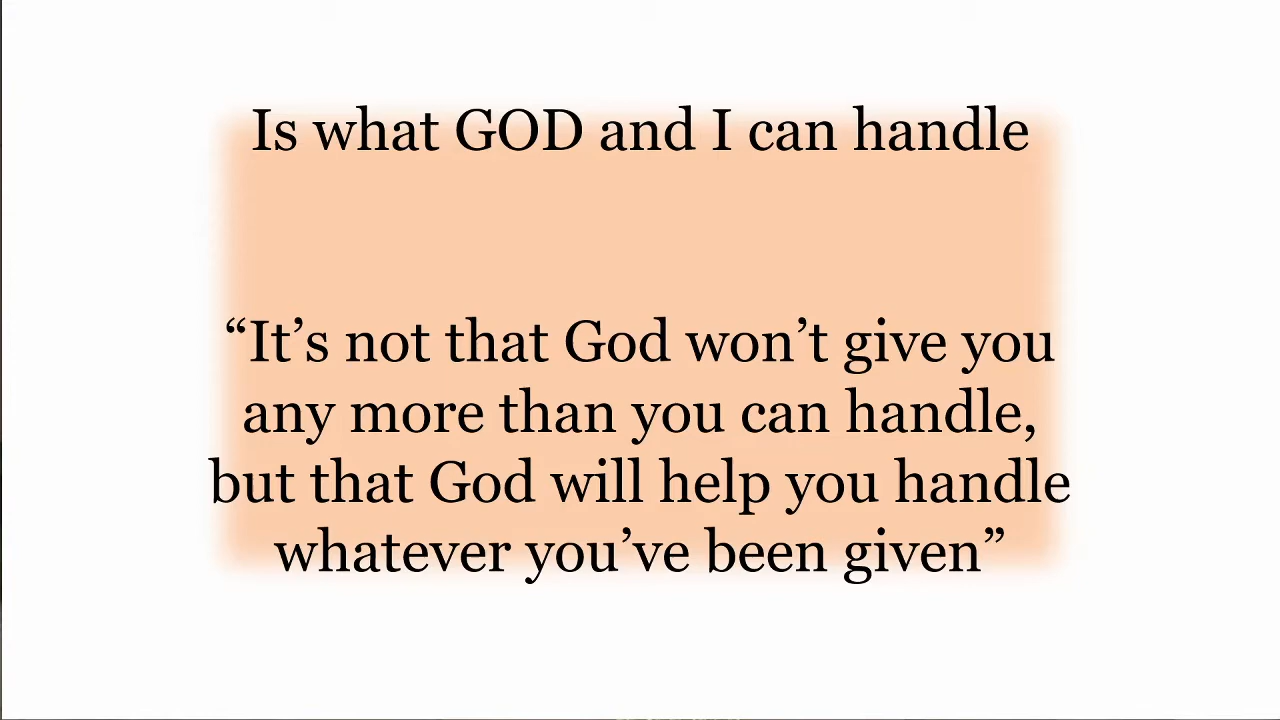 Is what GOD and I can handle
“It’s not that God won’t give you
any more than you can handle,
but that God will help you handle
whatever you’ve been given”